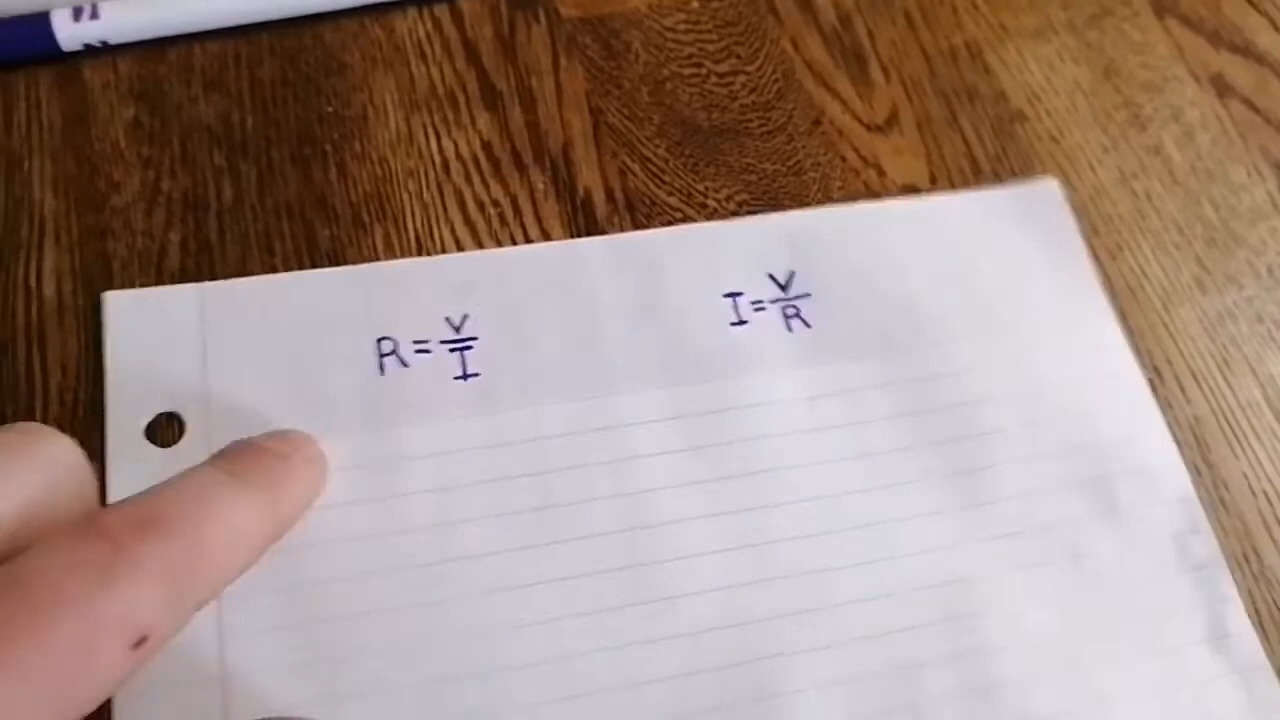 R = V/I
I = V/R